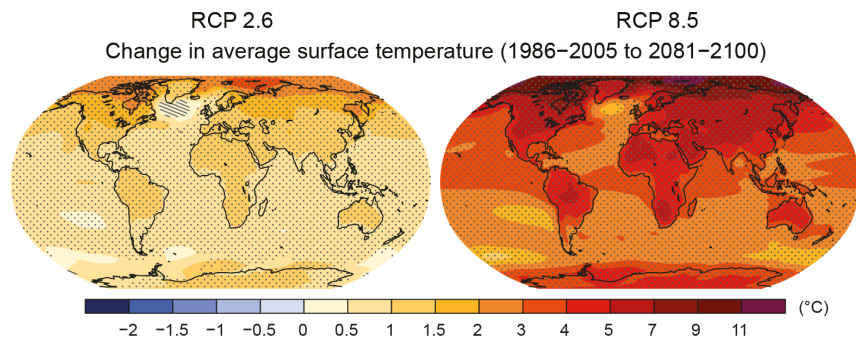 RCP 2.6 RCP 8.5
Change in average surface temperature (1986−2005 to 2081−2100)
(°C)
−2 −1.5 −1 −0.5 0 0.5 1 1.5 2 3 4 5 7 9 11